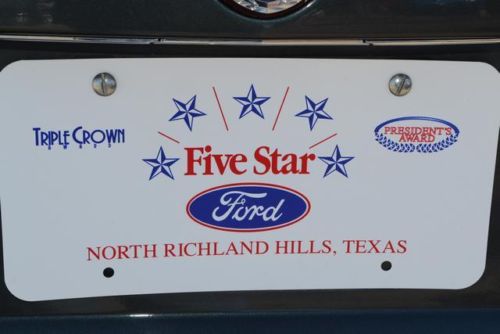 TRIPLE CROWN
PRESIDENT'S
AWARD
Five Star
Ford
NORTH RICHLAND HILLS, TEXAS